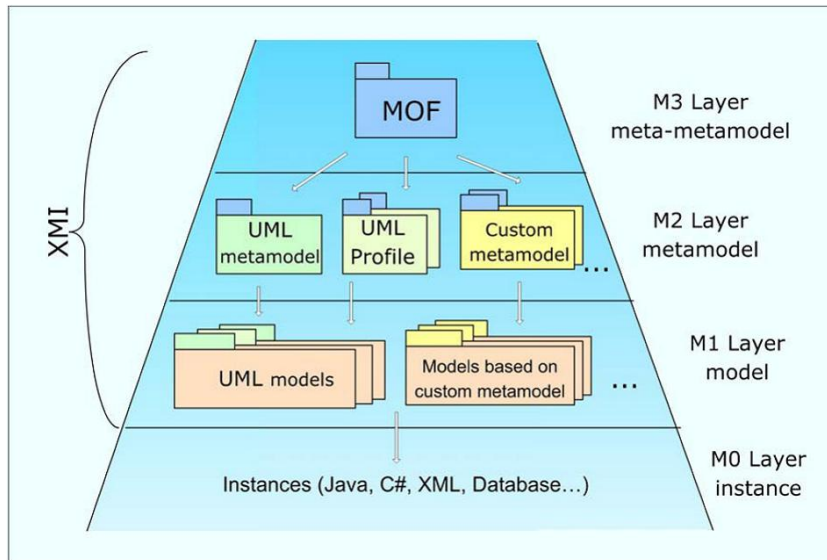 MOF
M3 Layer
meta-metamodel
XMI
UML
metamodel
UML
Profile
Custom
metamodel
...
M2 Layer
metamodel
UML models
Models based on
custom metamodel
...
M1 Layer
model
Instances (Java, C#, XML, Database...)
M0 Layer
instance